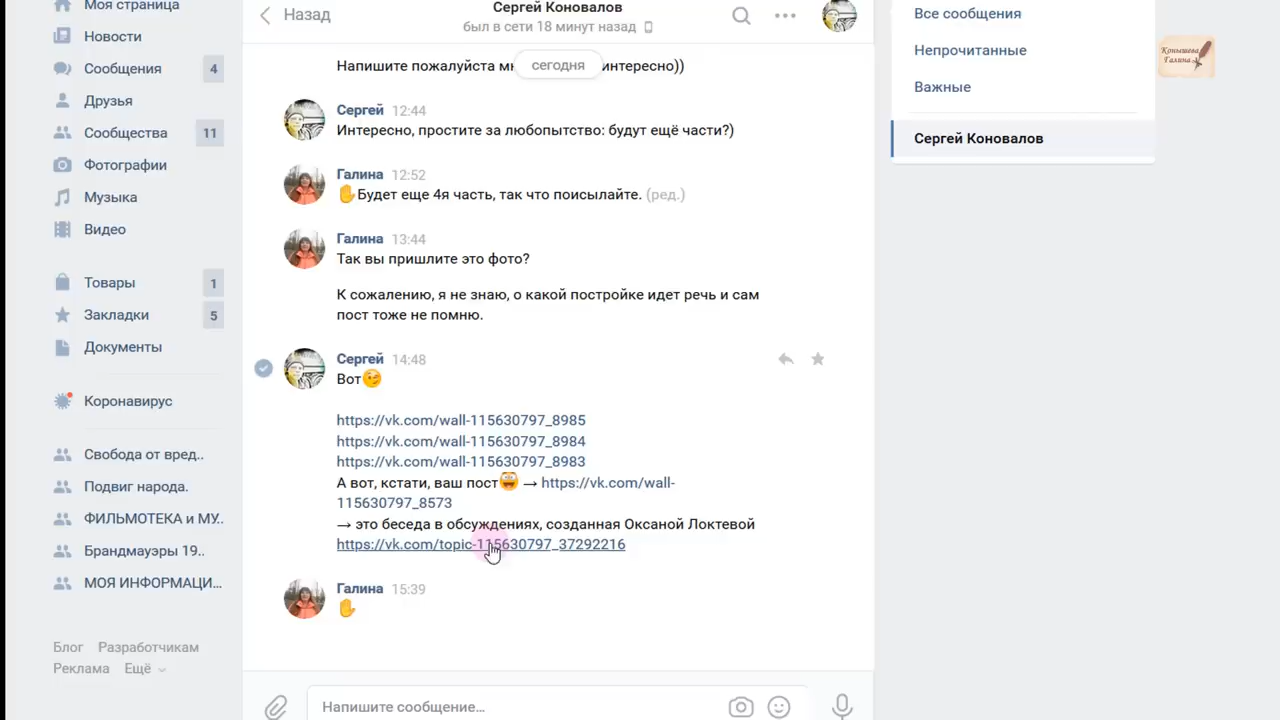 Моя страница
Новости
Сообщения 4
Друзья
Сообщества 11
Фотографии
Музыка
Видео
Товары 1
Закладки 5
Документы
Коронавирус
Свобода от вред..
Подвиг народа.
ФИЛЬМОТЕКА и МУ..
Брандмауэры 19..
МОЯ ИНФОРМАЦИ...
Блог Разработчикам
Реклама Ещё
Назад
Сергей Коновалов
был в сети 18 минут назад
Напишите пожалуйста интересно))
сегодня
Сергей 12:44
Интересно, простите за любопытство: будут ещё части?)
Галина 12:52
✋Будет еще 4я часть, так что поисылайте. (ред.)
Галина 13:44
Так вы пришлите это фото?
К сожалению, я не знаю, о какой постройке идет речь и сам
пост тоже не помню.
Сергей 14:48
Вот
https://vk.com/wall-115630797_8985
https://vk.com/wall-115630797_8984
https://vk.com/wall-115630797_8983
А вот, кстати, ваш пост → https://vk.com/wall-
115630797_8573
→ это беседа в обсуждениях, созданная Оксаной Локтевой
https://vk.com/topic-115630797_37292216
Галина 15:39
✋
Напишите сообщение...
Все сообщения
Непрочитанные
Важные
Сергей Коновалов
Конышева
Галина